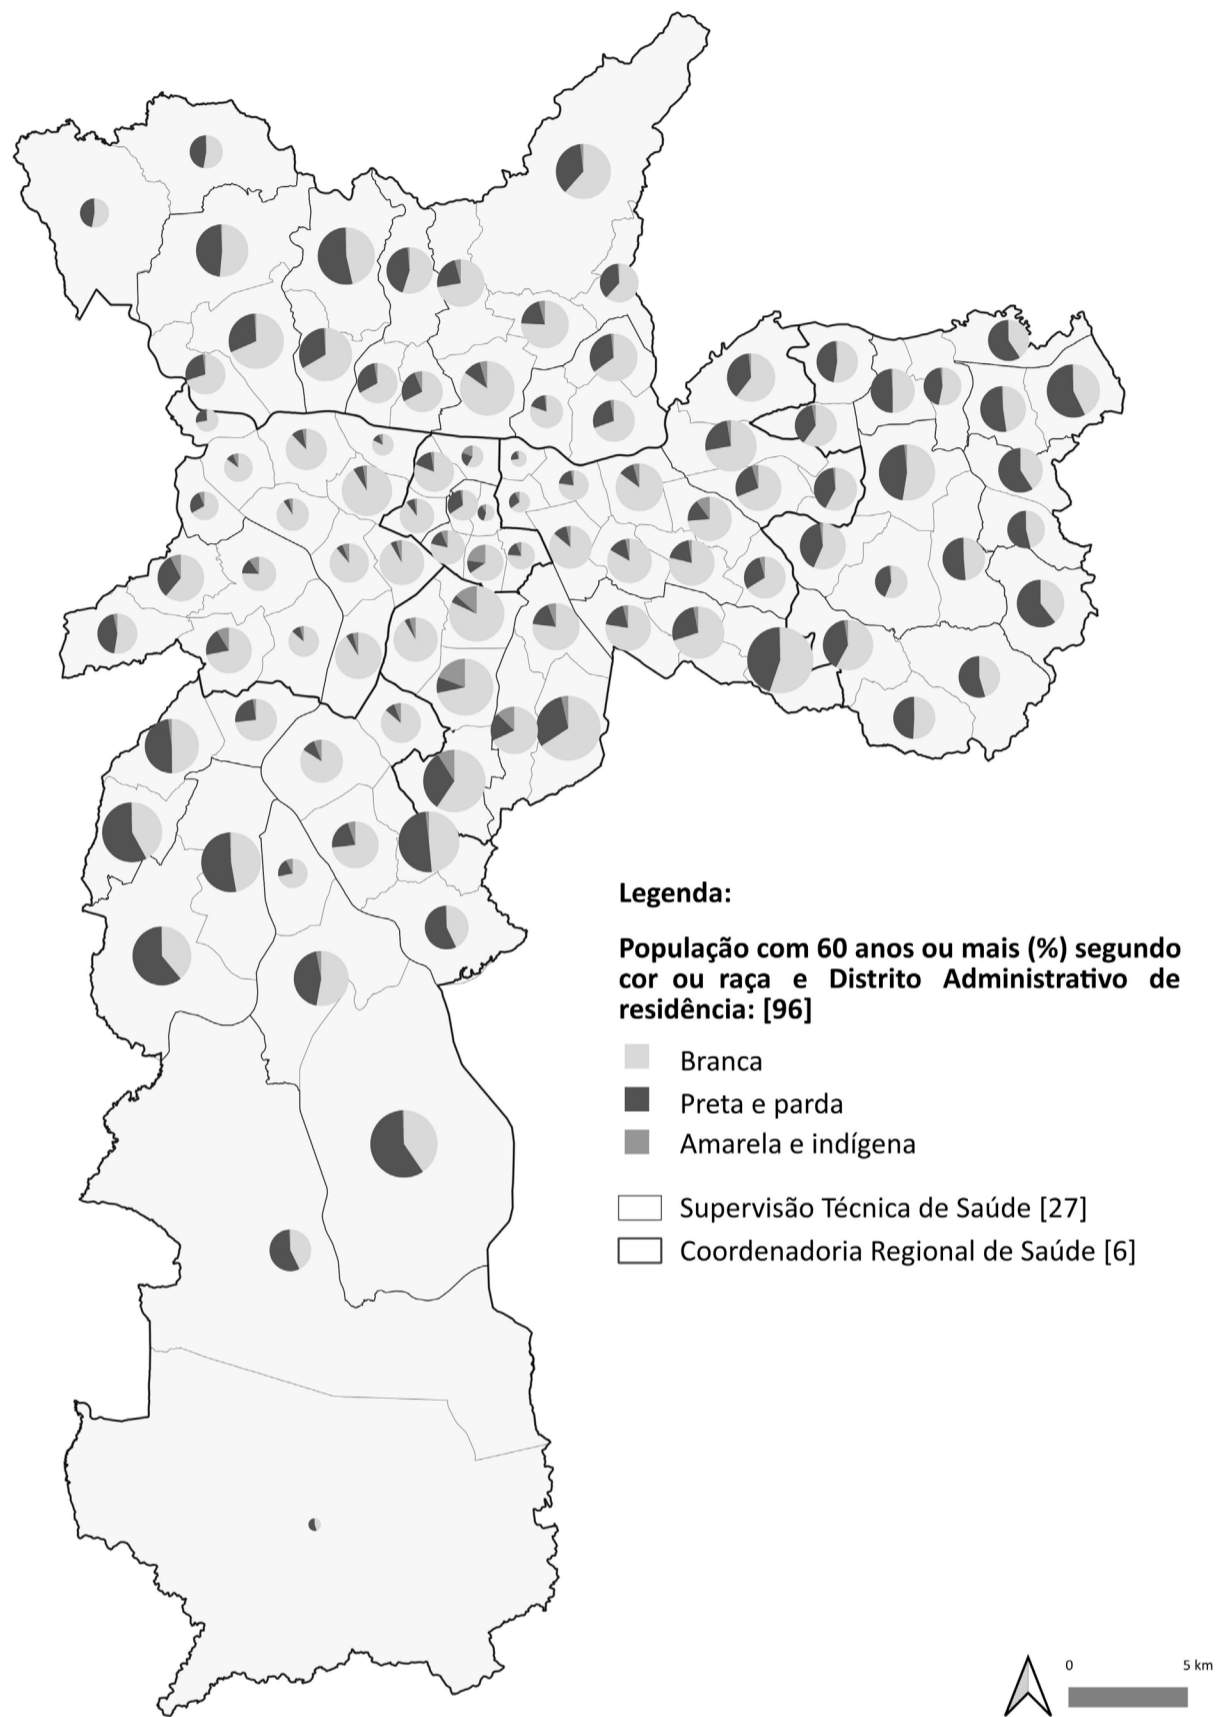 Legenda:
População com 60 anos ou mais (%) segundo
cor ou raça e Distrito Administrativo de
residência: [96]
Branca
Preta e parda
Amarela e indígena
Supervisão Técnica de Saúde [27]
Coordenadoria Regional de Saúde [6]
0 5 km